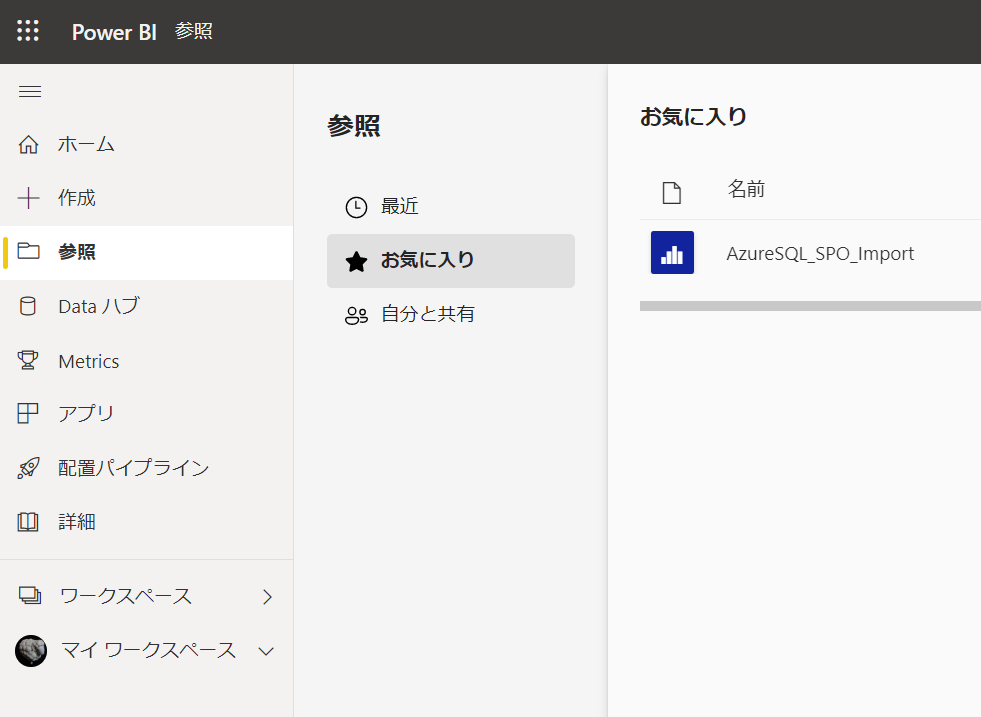 Power BI 参照
ホーム
作成
参照
Data ハブ
Metrics
アプリ
配置パイプライン
詳細
ワークスペース
マイ ワークスペース
参照
最近
お気に入り
自分と共有
お気に入り
名前
AzureSQL_SPO_Import